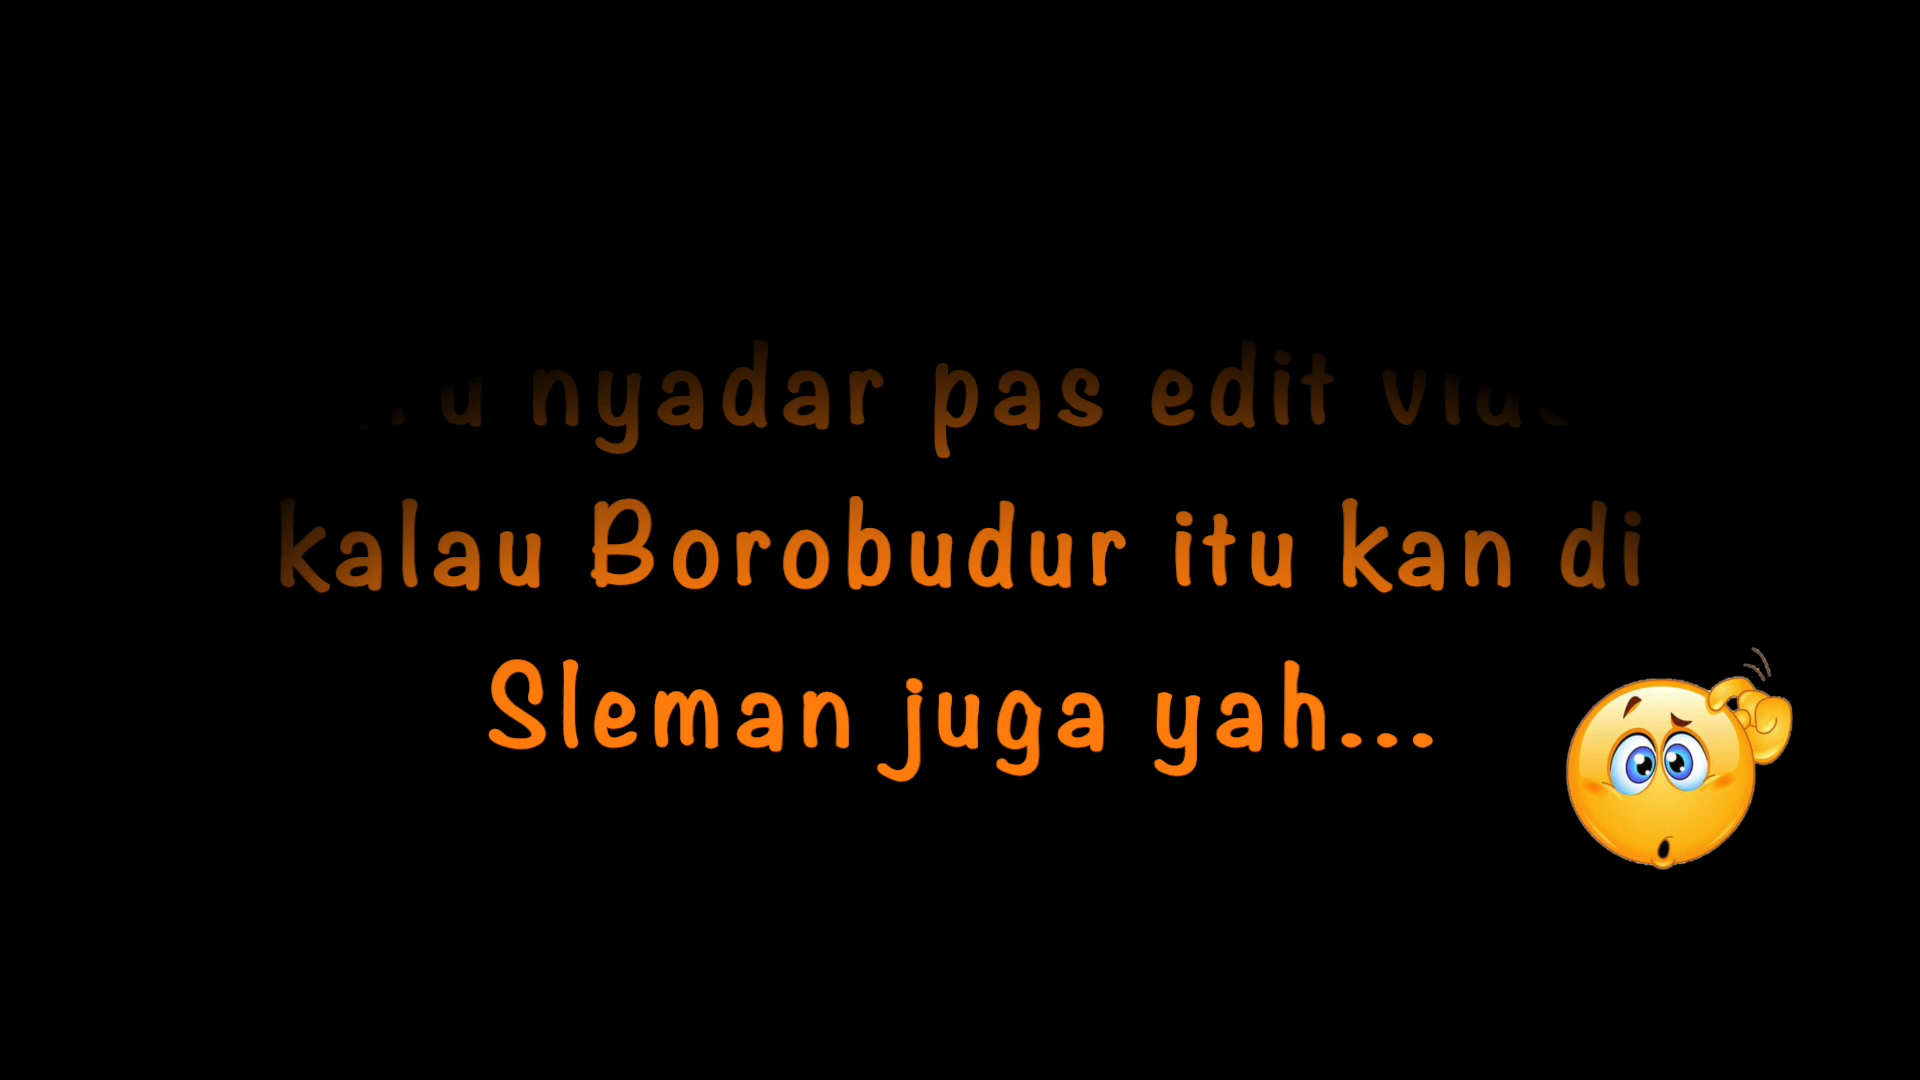 nyadar pas edit
kalau Borobudur itu kan di
Sleman juga yah...